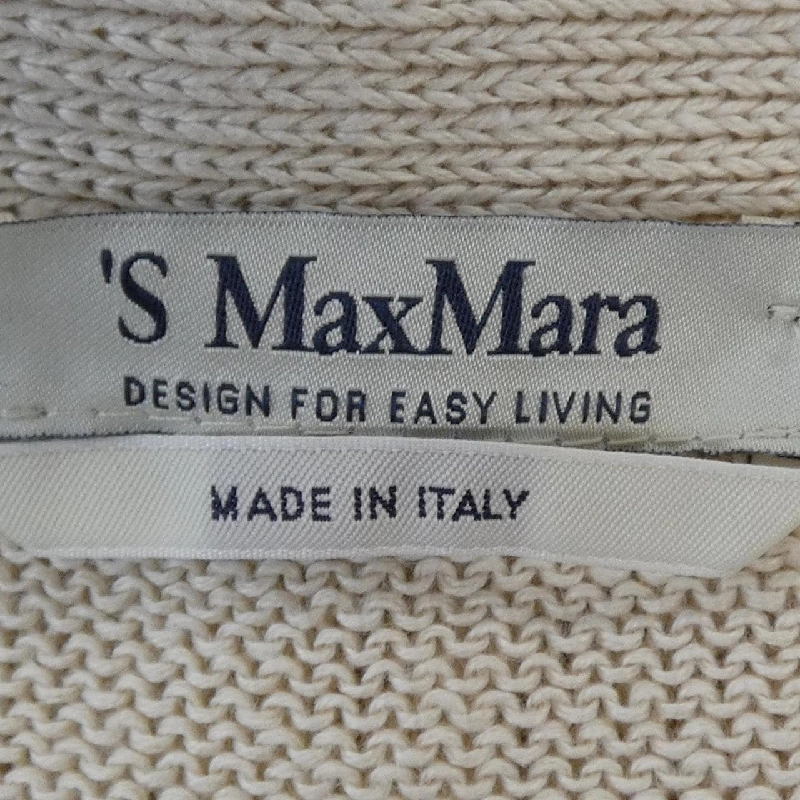 'S MaxMara
DESIGN FOR EASY LIVING
MADE IN ITALY